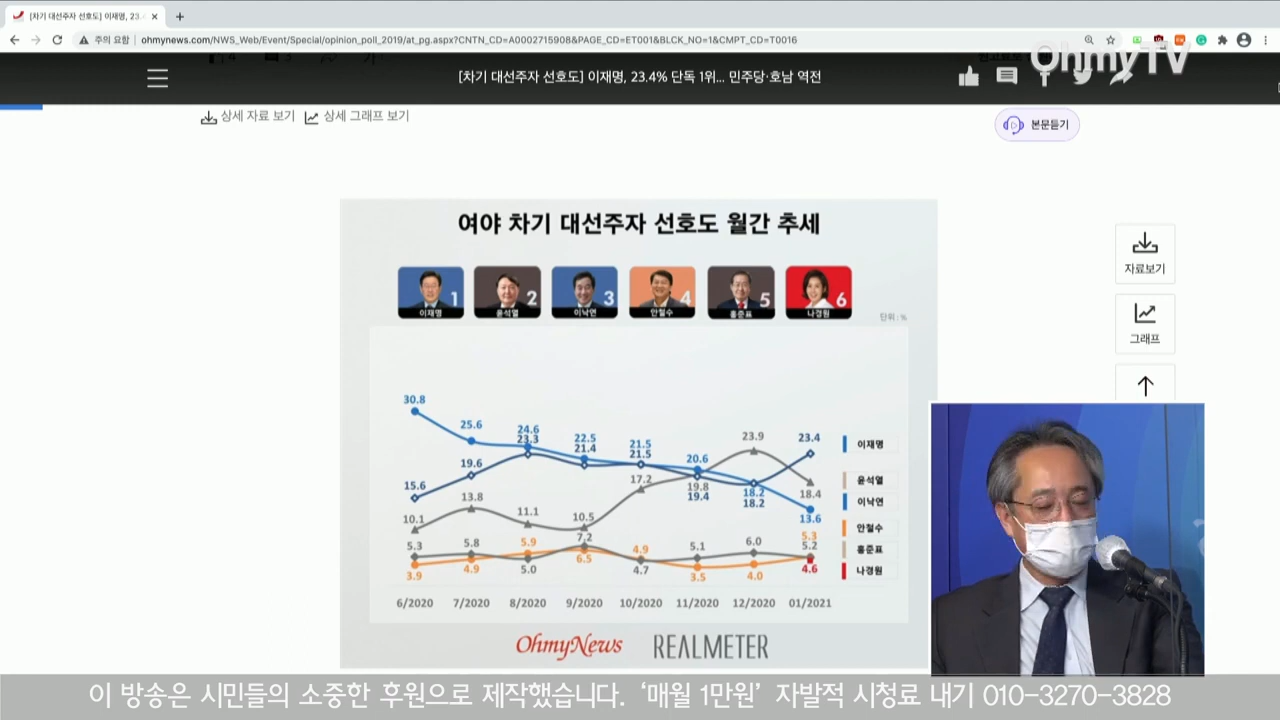 [차기 대선주자 선호도] 이재명, 23.4
주의 요함
ohmynews.com/NWS_Web/Event/Special/opinion_poll_2019/at_pg.aspx?CNTN_CD=A0002715908&PAGE_CD=ET001&BLCK_NO=1&CMPT_CD=T0016
OhmyTV
[차기 대선주자 선호도] 이재명, 23.4% 단독 1위... 민주당·호남 역전
상세 자료 보기 상세 그래프 보기
본문듣기
여야 차기 대선주자 선호도 월간 추세
1 2 3 4 5 6
이재명 윤석열 이낙연 안철수 홍준표 나경원
단위 : %
자료보기
그래프
30.8 25.6 24.6 22.5 21.5 20.6 18.2 13.6
15.6 19.6 23.3 21.4 21.5 19.4 18.2 23.4
10.1 13.8 11.1 10.5 17.2 19.8 23.9 18.4
5.3 5.8 5.0 7.2 4.7 5.1 6.0 5.2
3.9 4.9 5.9 6.5 4.9 3.5 4.0 5.3
4.6
이재명
윤석열
이낙연
안철수
홍준표
나경원
6/2020 7/2020 8/2020 9/2020 10/2020 11/2020 12/2020 01/2021
OhmyNews REALMETER
이 방송은 시민들의 소중한 후원으로 제작했습니다. ‘매월 1만원’ 자발적 시청료 내기 010-3270-3828